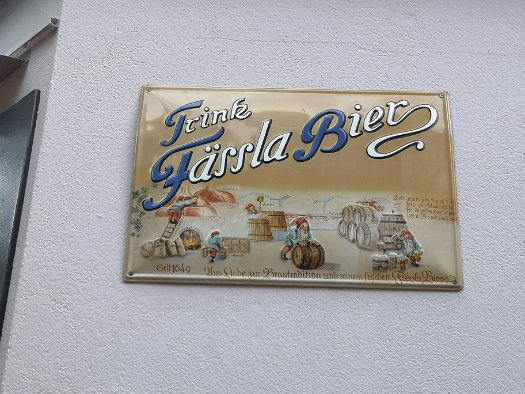 Trink
Fässla Bier
Seit 1649 Aus Liebe zur Brautradition und einem frischen Fässla Bier.